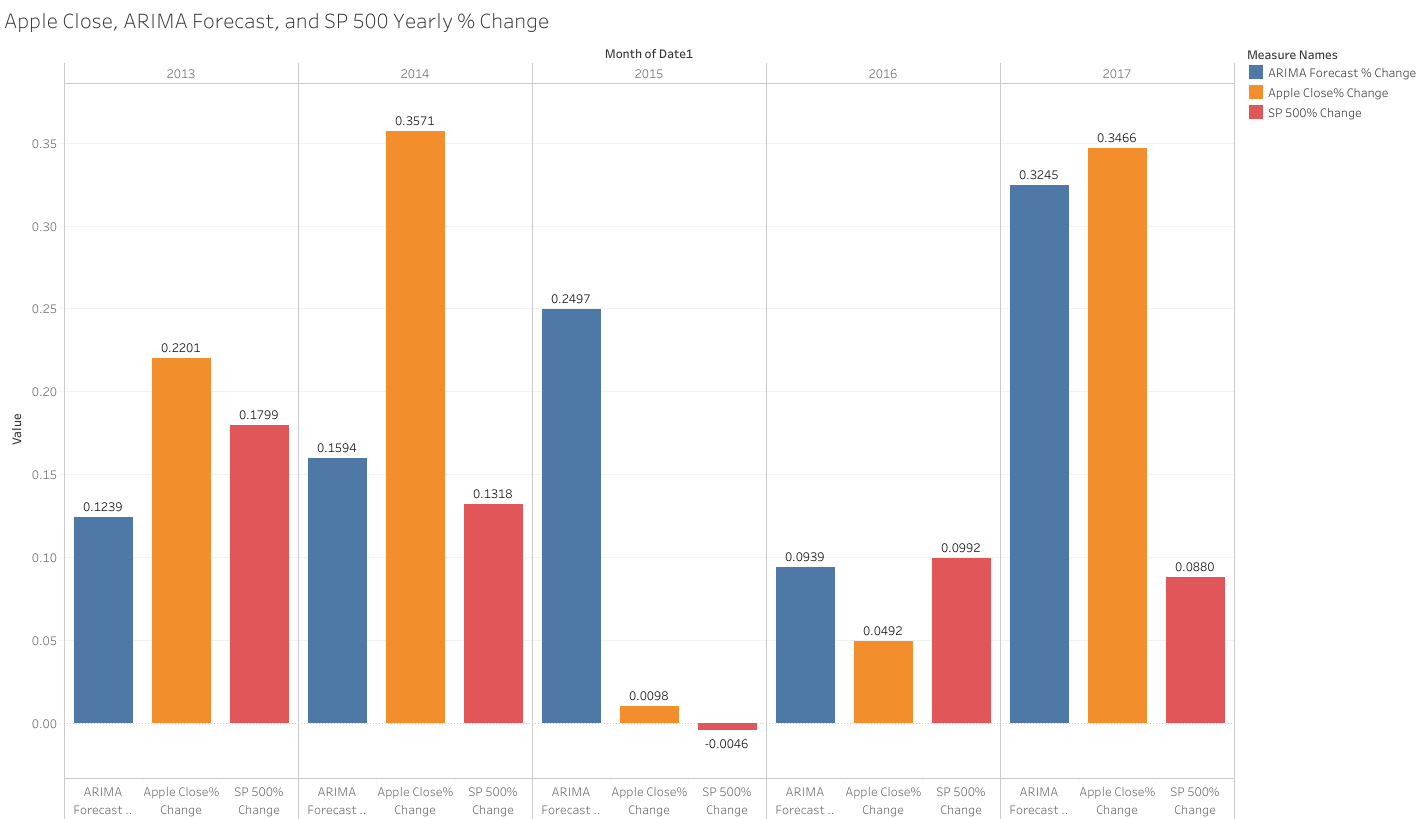 Apple Close, ARIMA Forecast, and SP 500 Yearly % Change
Month of Date1
2013 2014 2015 2016 2017
Measure Names
ARIMA Forecast % Change
Apple Close% Change
SP 500% Change
Value
0.35
0.30
0.25
0.20
0.15
0.10
0.05
0.00
0.1239
0.2201
0.1799
0.1594
0.3571
0.1318
0.2497
0.0098
-0.0046
0.0939
0.0492
0.0992
0.3245
0.3466
0.0880
ARIMA Apple Close% SP 500% ARIMA Apple Close% SP 500% ARIMA Apple Close% SP 500% ARIMA Apple Close% SP 500% ARIMA Apple Close% SP 500%
Forecast .. Change Change Forecast .. Change Change Forecast .. Change Change Forecast .. Change Change Forecast .. Change Change